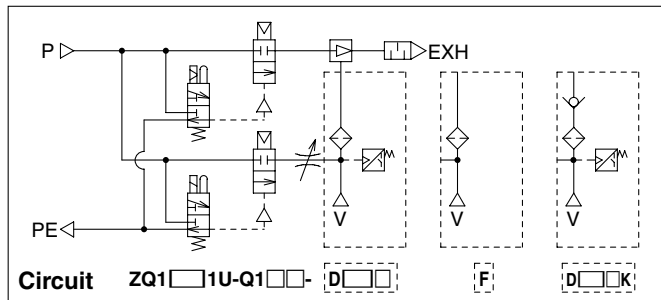 P
EXH
PE
V
V
V
Circuit ZQ1□1U-Q1□□- D□□ F D□□K